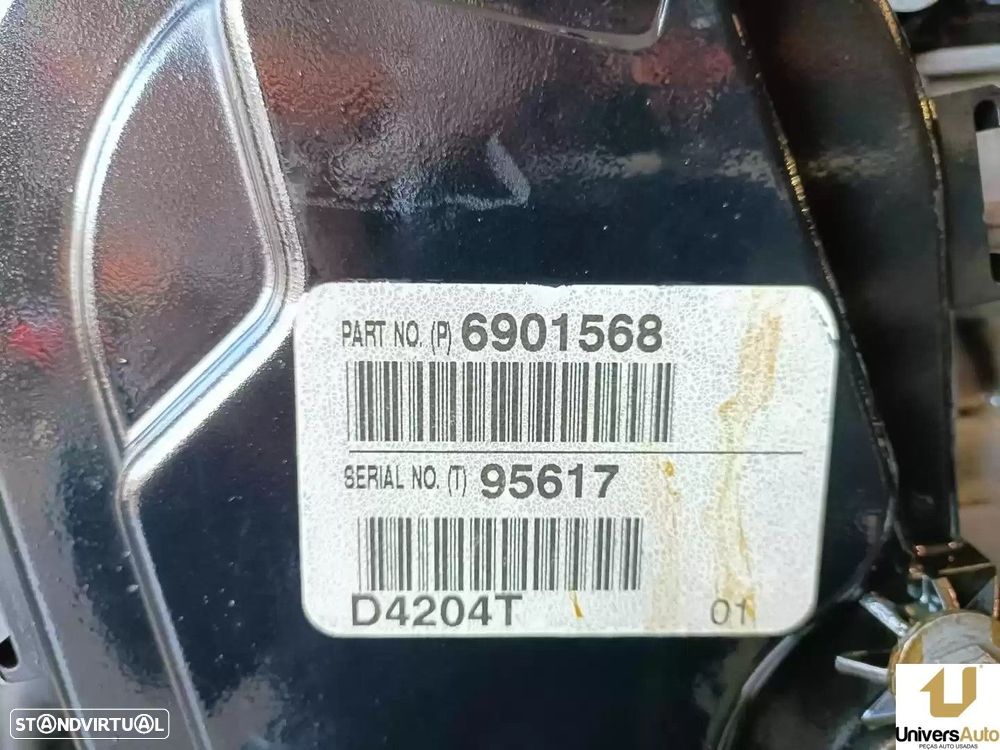 PART NO. (P) 6901568
SERIAL NO. (T) 95617
D4204T 01
STANDVIRTUAL
UniversAuto
PEÇAS AUTO USADAS